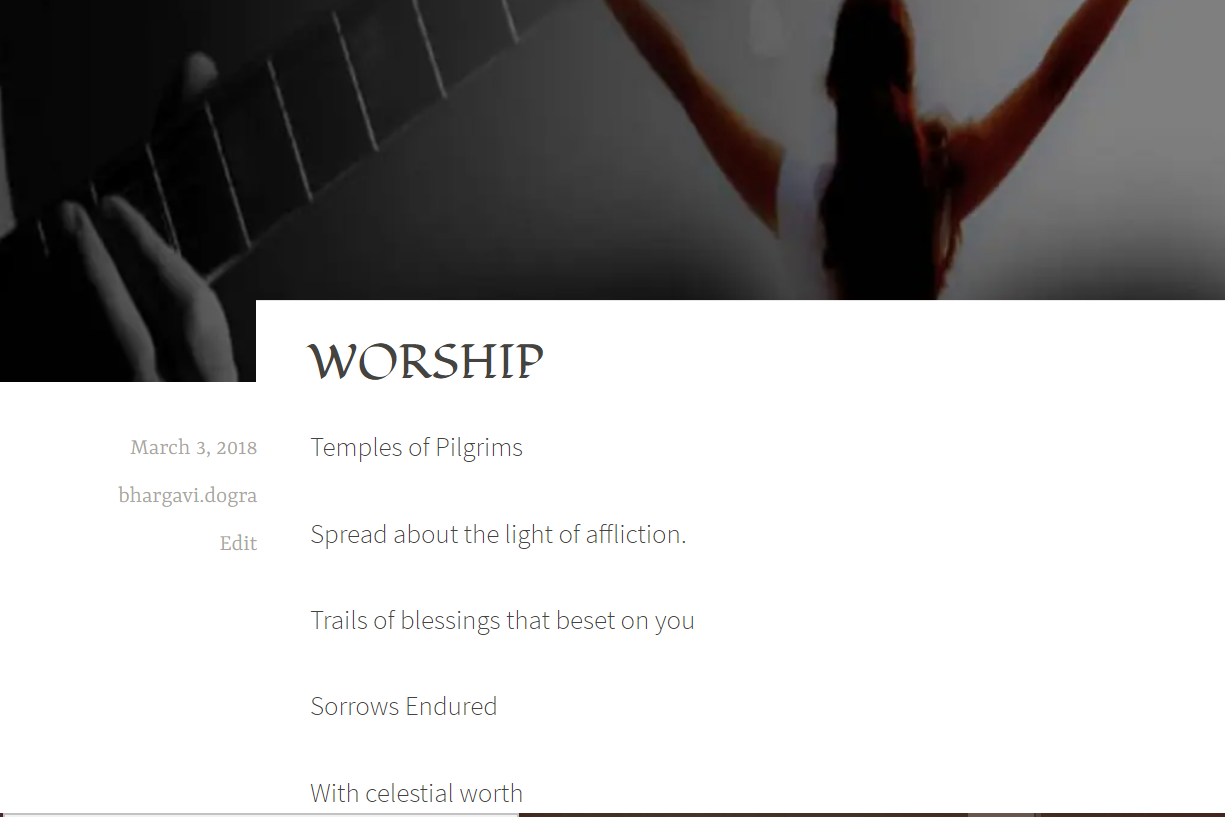 WORSHIP
March 3, 2018
bhargavi.dogra
Edit
Temples of Pilgrims
Spread about the light of affliction.
Trails of blessings that beset on you
Sorrows Endured
With celestial worth